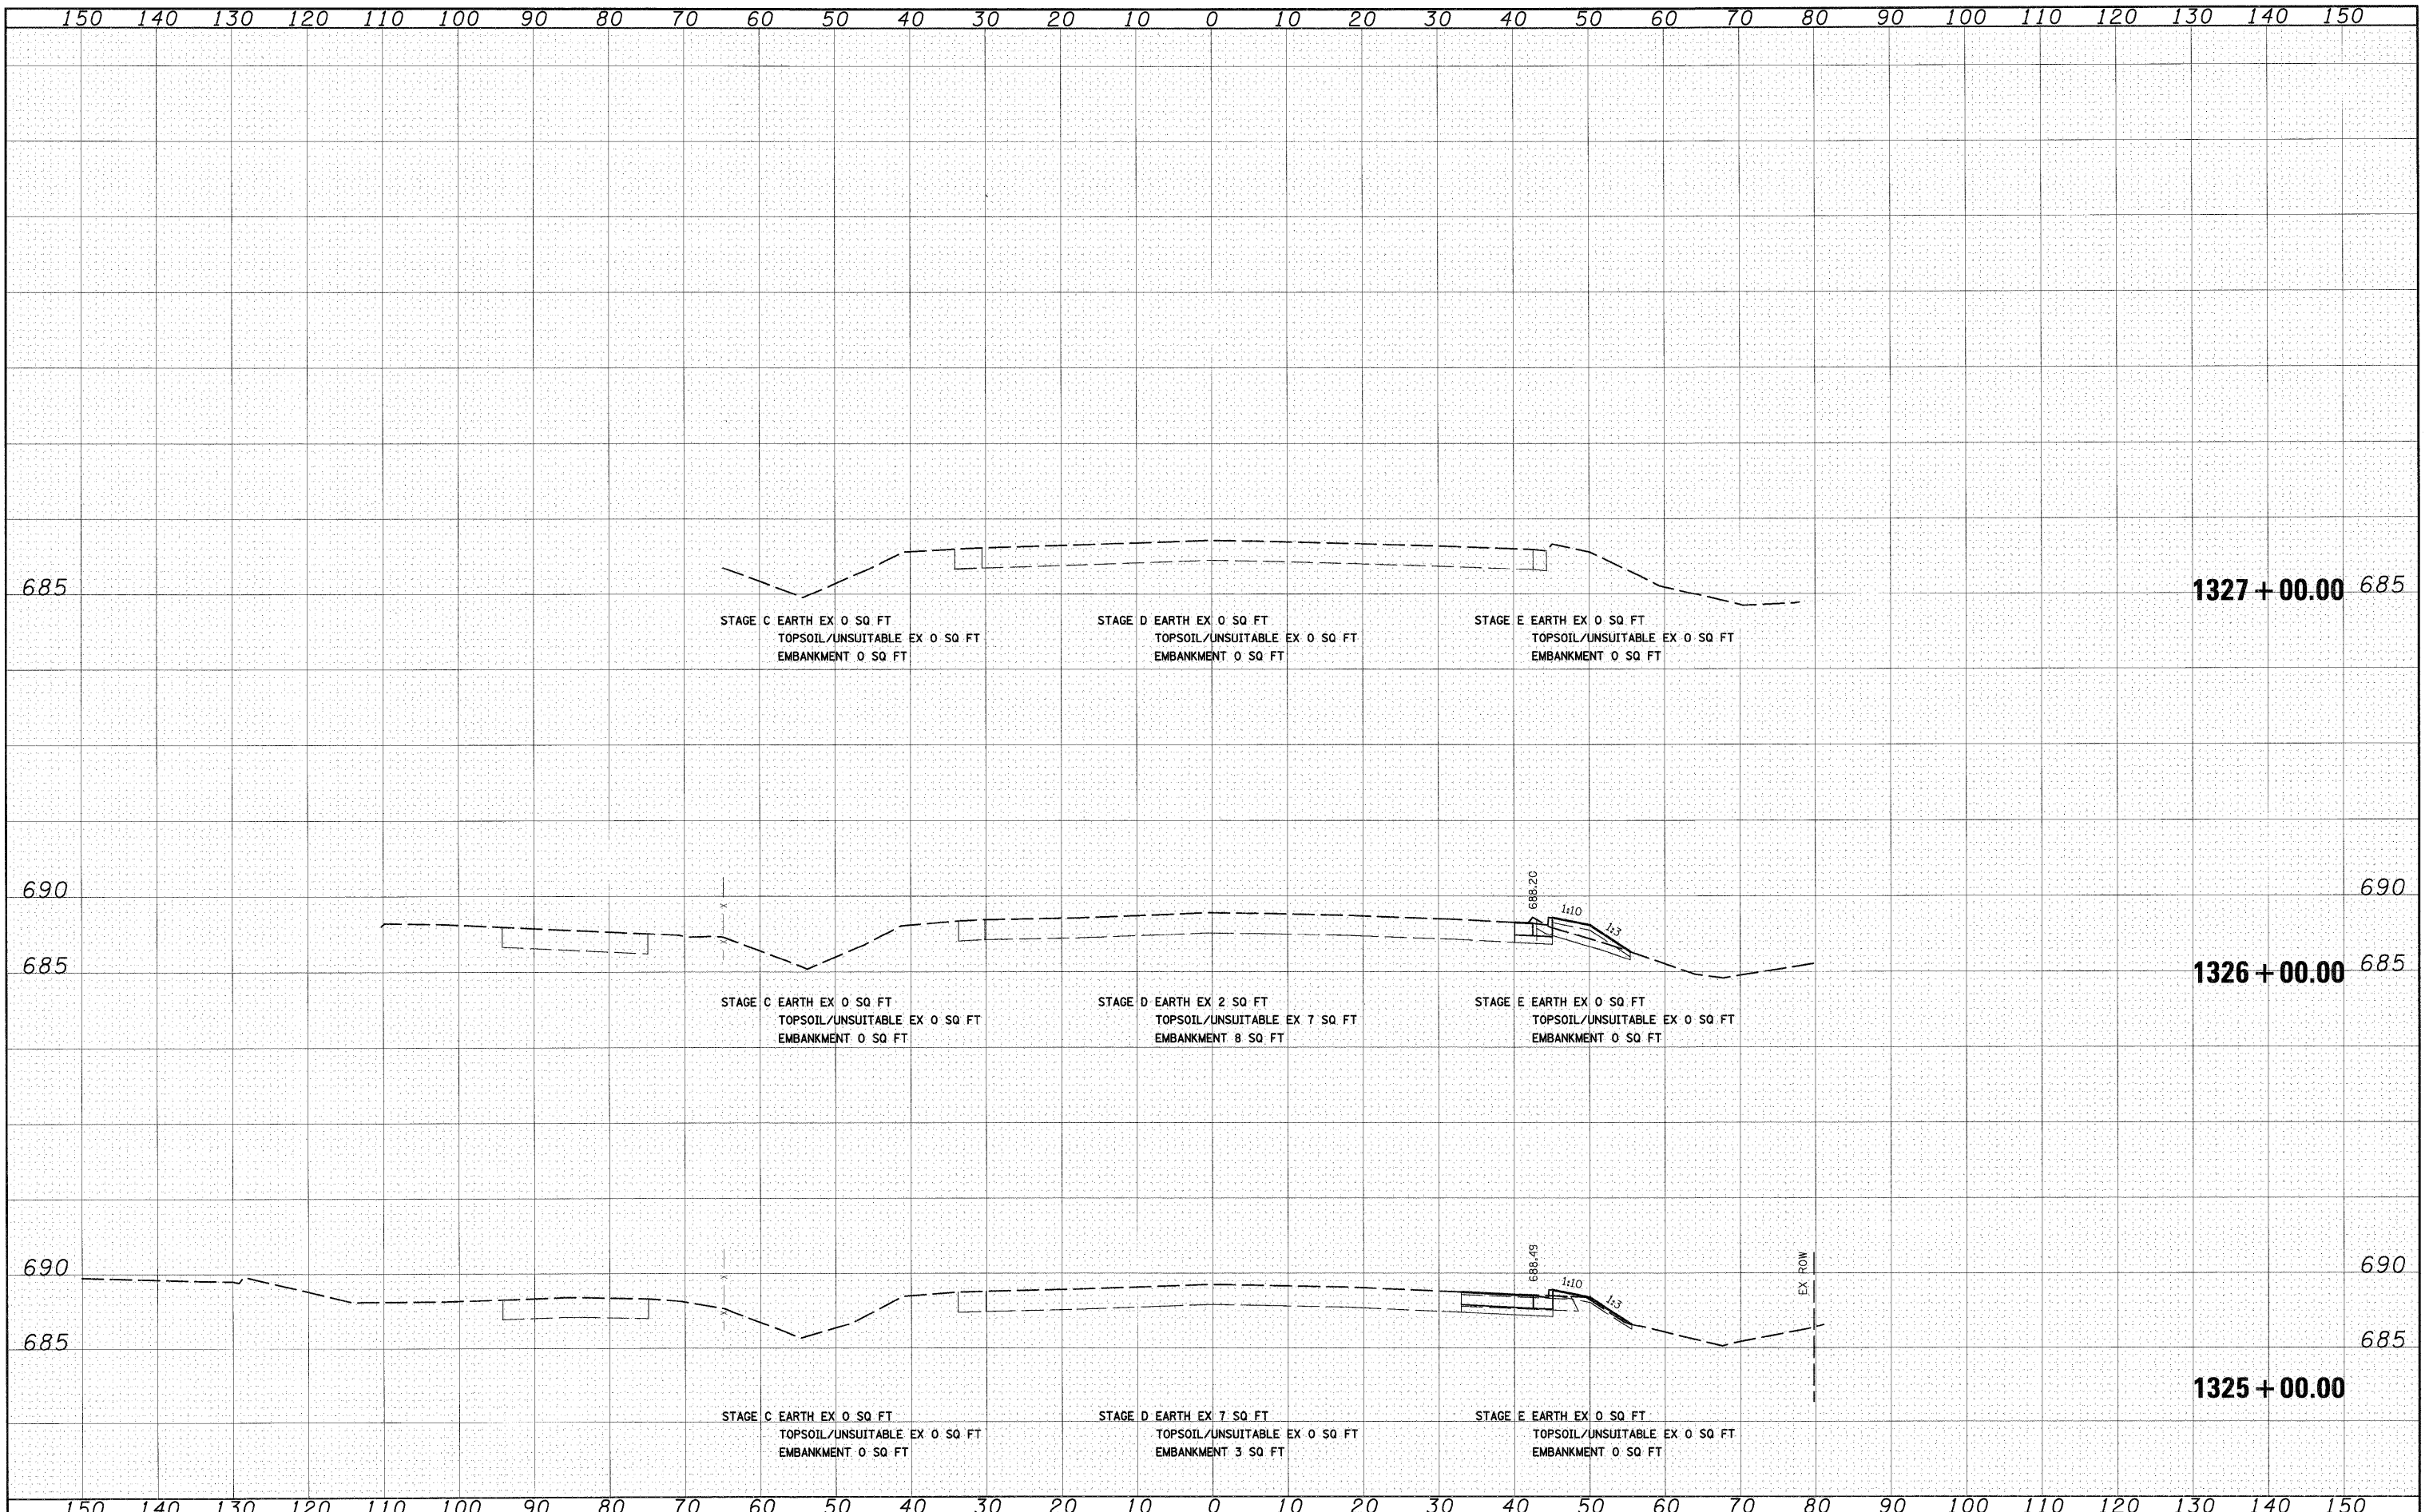 150 140 130 120 110 100 90 80 70 60 50 40 30 20 10 0 10 20 30 40 50 60 70 80 90 100 110 120 130 140 150
685 1327+00.00 685
STAGE C EARTH EX 0 SQ FT STAGE D EARTH EX 0 SQ FT STAGE E EARTH EX 0 SQ FT
TOPSOIL/UNSUITABLE EX 0 SQ FT TOPSOIL/UNSUITABLE EX 0 SQ FT TOPSOIL/UNSUITABLE EX 0 SQ FT
EMBANKMENT 0 SQ FT EMBANKMENT 0 SQ FT EMBANKMENT 0 SQ FT
690 688.20 690
1:10
1:3
685 1326+00.00 685
STAGE C EARTH EX 0 SQ FT STAGE D EARTH EX 2 SQ FT STAGE E EARTH EX 0 SQ FT
TOPSOIL/UNSUITABLE EX 0 SQ FT TOPSOIL/UNSUITABLE EX 7 SQ FT TOPSOIL/UNSUITABLE EX 0 SQ FT
EMBANKMENT 0 SQ FT EMBANKMENT 8 SQ FT EMBANKMENT 0 SQ FT
690 688.49 EX ROW 690
1:10
1:3
685 685
1325+00.00
STAGE C EARTH EX 0 SQ FT STAGE D EARTH EX 7 SQ FT STAGE E EARTH EX 0 SQ FT
TOPSOIL/UNSUITABLE EX 0 SQ FT TOPSOIL/UNSUITABLE EX 0 SQ FT TOPSOIL/UNSUITABLE EX 0 SQ FT
EMBANKMENT 0 SQ FT EMBANKMENT 3 SQ FT EMBANKMENT 0 SQ FT
150 140 130 120 110 100 90 80 70 60 50 40 30 20 10 0 10 20 30 40 50 60 70 80 90 100 110 120 130 140 150